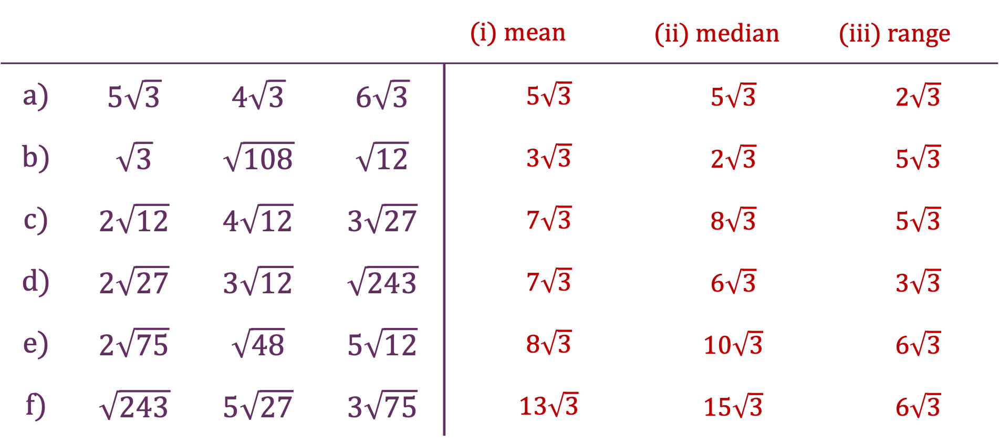 (i) mean (ii) median (iii) range
a) 5√3 4√3 6√3 5√3 5√3 2√3
b) √3 √108 √12 3√3 2√3 5√3
c) 2√12 4√12 3√27 7√3 8√3 5√3
d) 2√27 3√12 √243 7√3 6√3 3√3
e) 2√75 √48 5√12 8√3 10√3 6√3
f) √243 5√27 3√75 13√3 15√3 6√3